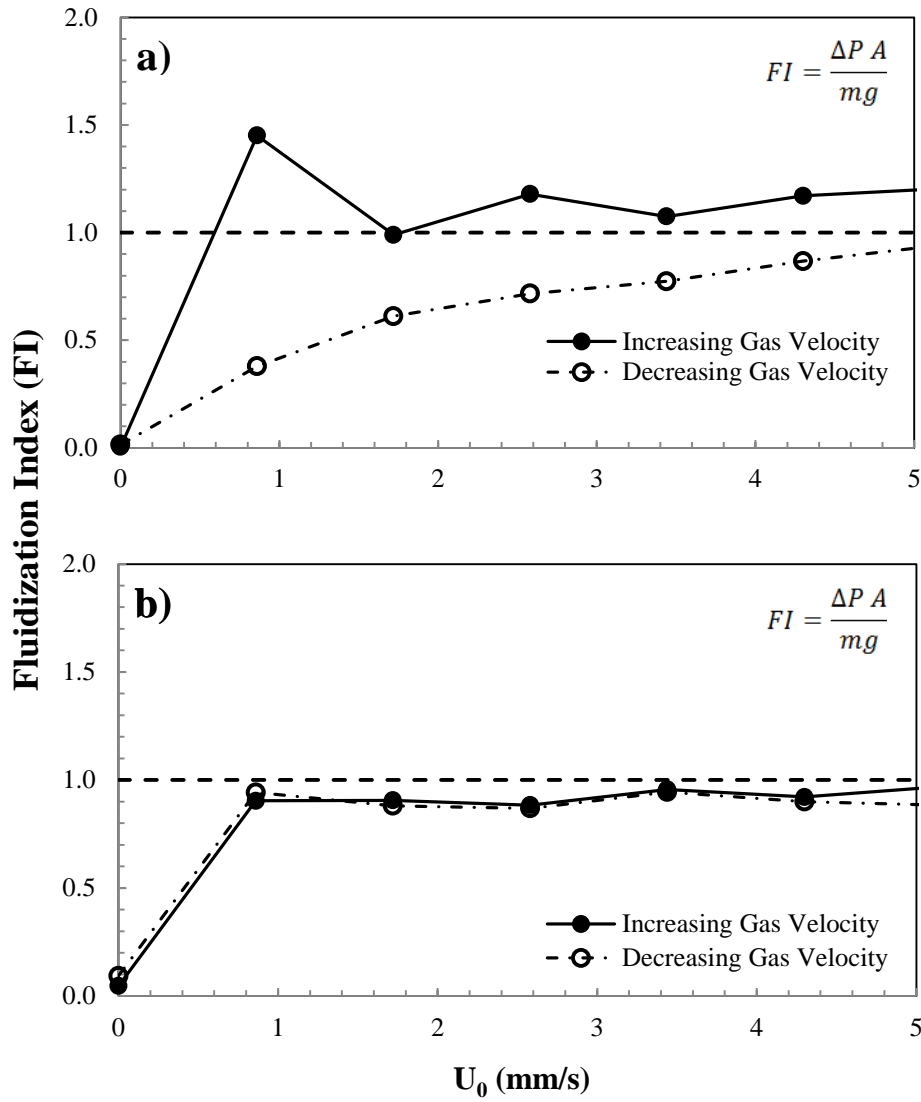 Fluidization Index (FI)
a)
FI = ΔP A / mg
2.0
1.5
1.0
0.5
0.0
Increasing Gas Velocity
Decreasing Gas Velocity
0 1 2 3 4 5
b)
FI = ΔP A / mg
2.0
1.5
1.0
0.5
0.0
Increasing Gas Velocity
Decreasing Gas Velocity
0 1 2 3 4 5
U₀ (mm/s)